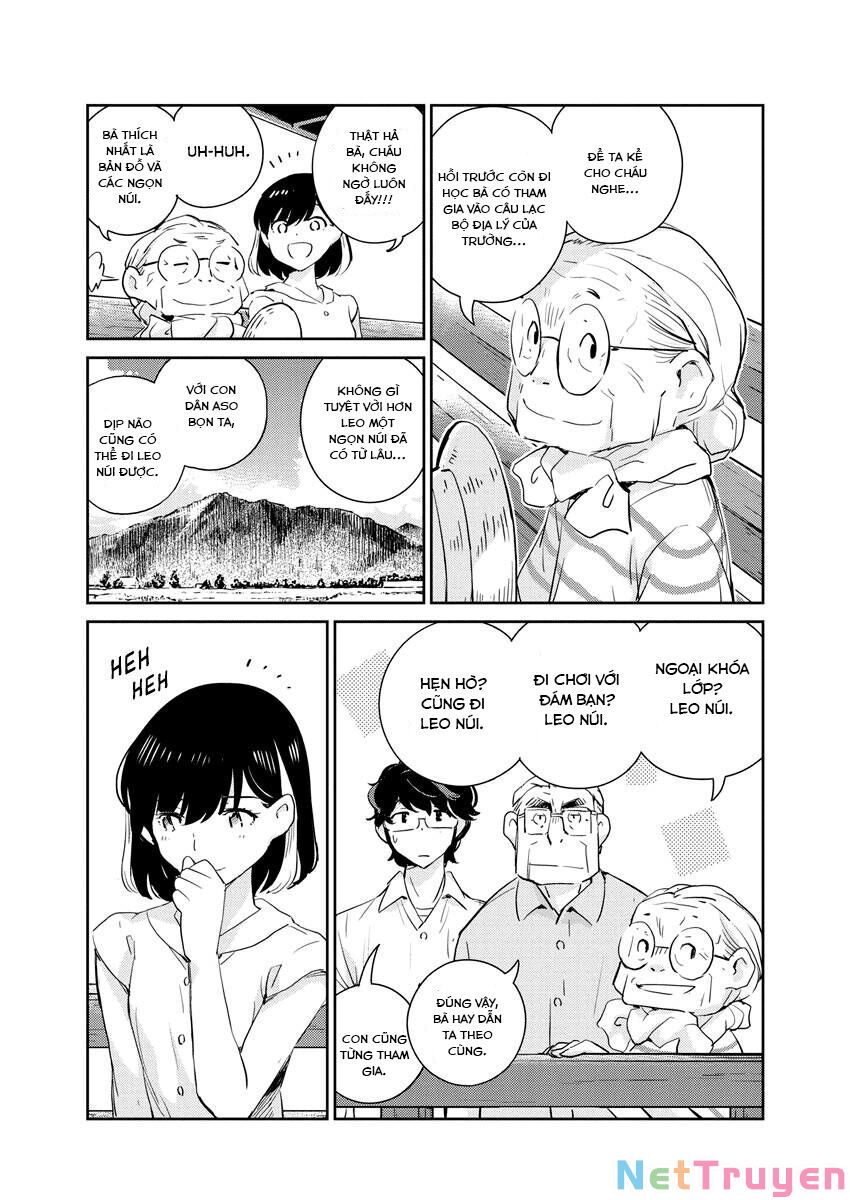 ĐỂ TA KỂ
CHO CHÁU
NGHE...
HỒI TRƯỚC CÒN ĐI
HỌC BÀ CÓ THAM
GIA VÀO CÂU LẠC
BỘ ĐỊA LÝ CỦA
TRƯỜNG...
THẬT HẢ
BÀ, CHÁU
KHÔNG
NGỜ LUÔN
ĐẤY!!!
UH-HUH.
BÀ THÍCH
NHẤT LÀ
BẢN ĐỒ VÀ
CÁC NGỌN
NÚI.
KHÔNG GÌ
TUYỆT VỜI HƠN
LEO MỘT
NGỌN NÚI ĐÃ
CÓ TỪ LÂU...
VỚI CON
DÂN ASO
BỌN TA,
DỊP NÀO
CŨNG CÓ
THỂ ĐI LEO
NÚI ĐƯỢC.
NGOẠI KHÓA
LỚP?
LEO NÚI.
ĐI CHƠI VỚI
ĐÁM BẠN?
LEO NÚI.
HẸN HÒ?
CŨNG ĐI
LEO NÚI.
ĐÚNG VẬY,
BÀ HAY DẪN
TA THEO
CÙNG.
CON CŨNG
TỪNG THAM
GIA.
HEH
HEH
NetTruyen